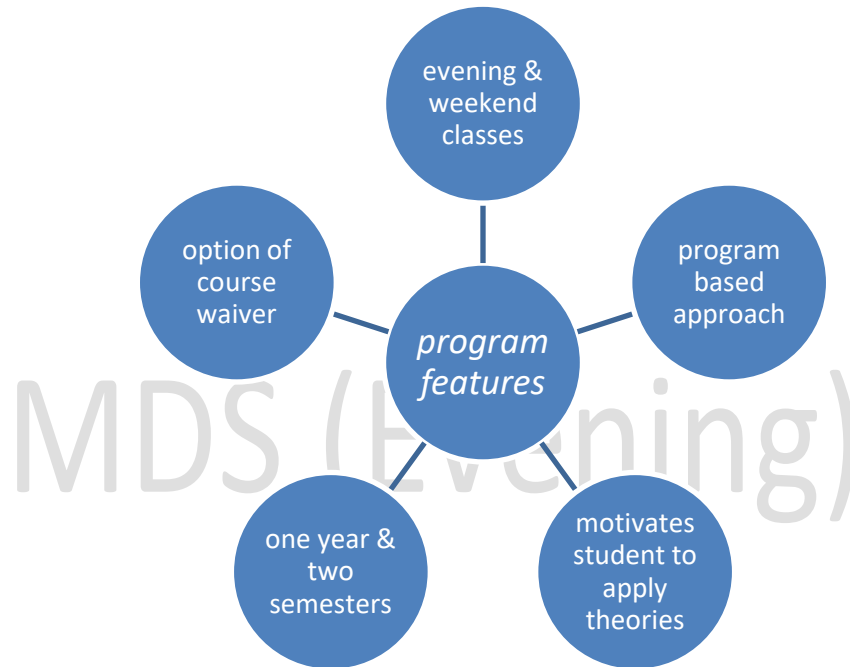 evening &
weekend
classes
option of
course
waiver
program
based
approach
program
features
MDS (Evening)
one year &
two
semesters
motivates
student to
apply
theories